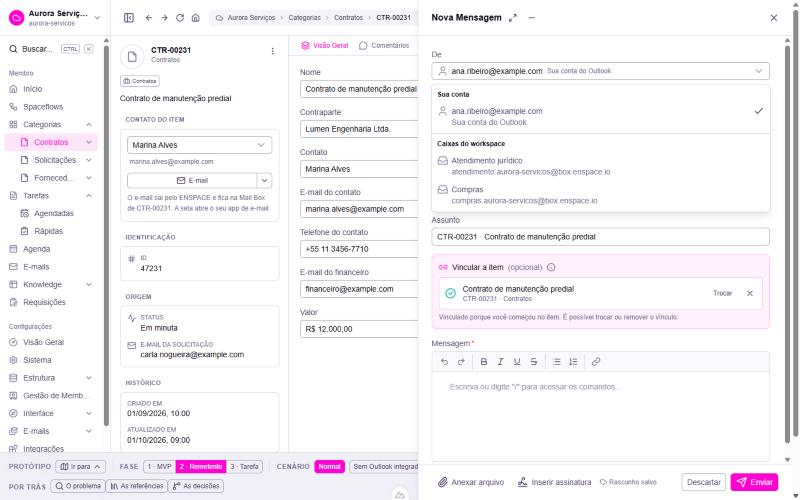 Aurora Serviç...
aurora-servicos
Buscar...
CTRL
K
Membro
Início
Spaceflows
Categorias
Contratos
Solicitações
Forneced...
Tarefas
Agendadas
Rápidas
Agenda
E-mails
Knowledge
Requisições
Configurações
Visão Geral
Sistema
Estrutura
Gestão de Memb...
Interface
E-mails
Integrações
Aurora Serviços
Categorias
Contratos
CTR-00231
CTR-00231
Contratos
Contratos
Contrato de manutenção predial
CONTATO DO ITEM
Marina Alves
marina.alves@example.com
E-mail
O e-mail sai pelo ENSPACE e fica na Mail Box
de CTR-00231. A seta abre o seu app de e-mail.
IDENTIFICAÇÃO
ID
47231
ORIGEM
STATUS
Em minuta
E-MAIL DA SOLICITAÇÃO
carla.nogueira@example.com
HISTÓRICO
CRIADO EM
01/09/2026, 10:00
ATUALIZADO EM
01/10/2026, 09:00
Visão Geral
Comentários
Nome
Contrato de manutenção predial
Contraparte
Lumen Engenharia Ltda.
Contato
Marina Alves
E-mail do contato
marina.alves@example.com
Telefone do contato
+55 11 3456-7710
E-mail do financeiro
financeiro@example.com
Valor
R$ 12.000,00
Nova Mensagem
De
ana.ribeiro@example.com Sua conta do Outlook
Sua conta
ana.ribeiro@example.com
Sua conta do Outlook
Caixas do workspace
Atendimento jurídico
atendimento.aurora-servicos@box.enspace.io
Compras
compras.aurora-servicos@box.enspace.io
Assunto
CTR-00231 · Contrato de manutenção predial
Vincular a item (opcional)
Contrato de manutenção predial
CTR-00231 · Contratos
Trocar
Vinculado porque você começou no item. É possível trocar ou remover o vínculo.
Mensagem *
B I U S
Escreva ou digite "/" para acessar os comandos...
Anexar arquivo
Inserir assinatura
Rascunho salvo
Descartar
Enviar
PROTÓTIPO
Ir para
FASE
1 · MVP
2 · Remetente
3 · Tarefa
CENÁRIO
Normal
Sem Outlook integrad
POR TRÁS
O problema
As referências
As decisões